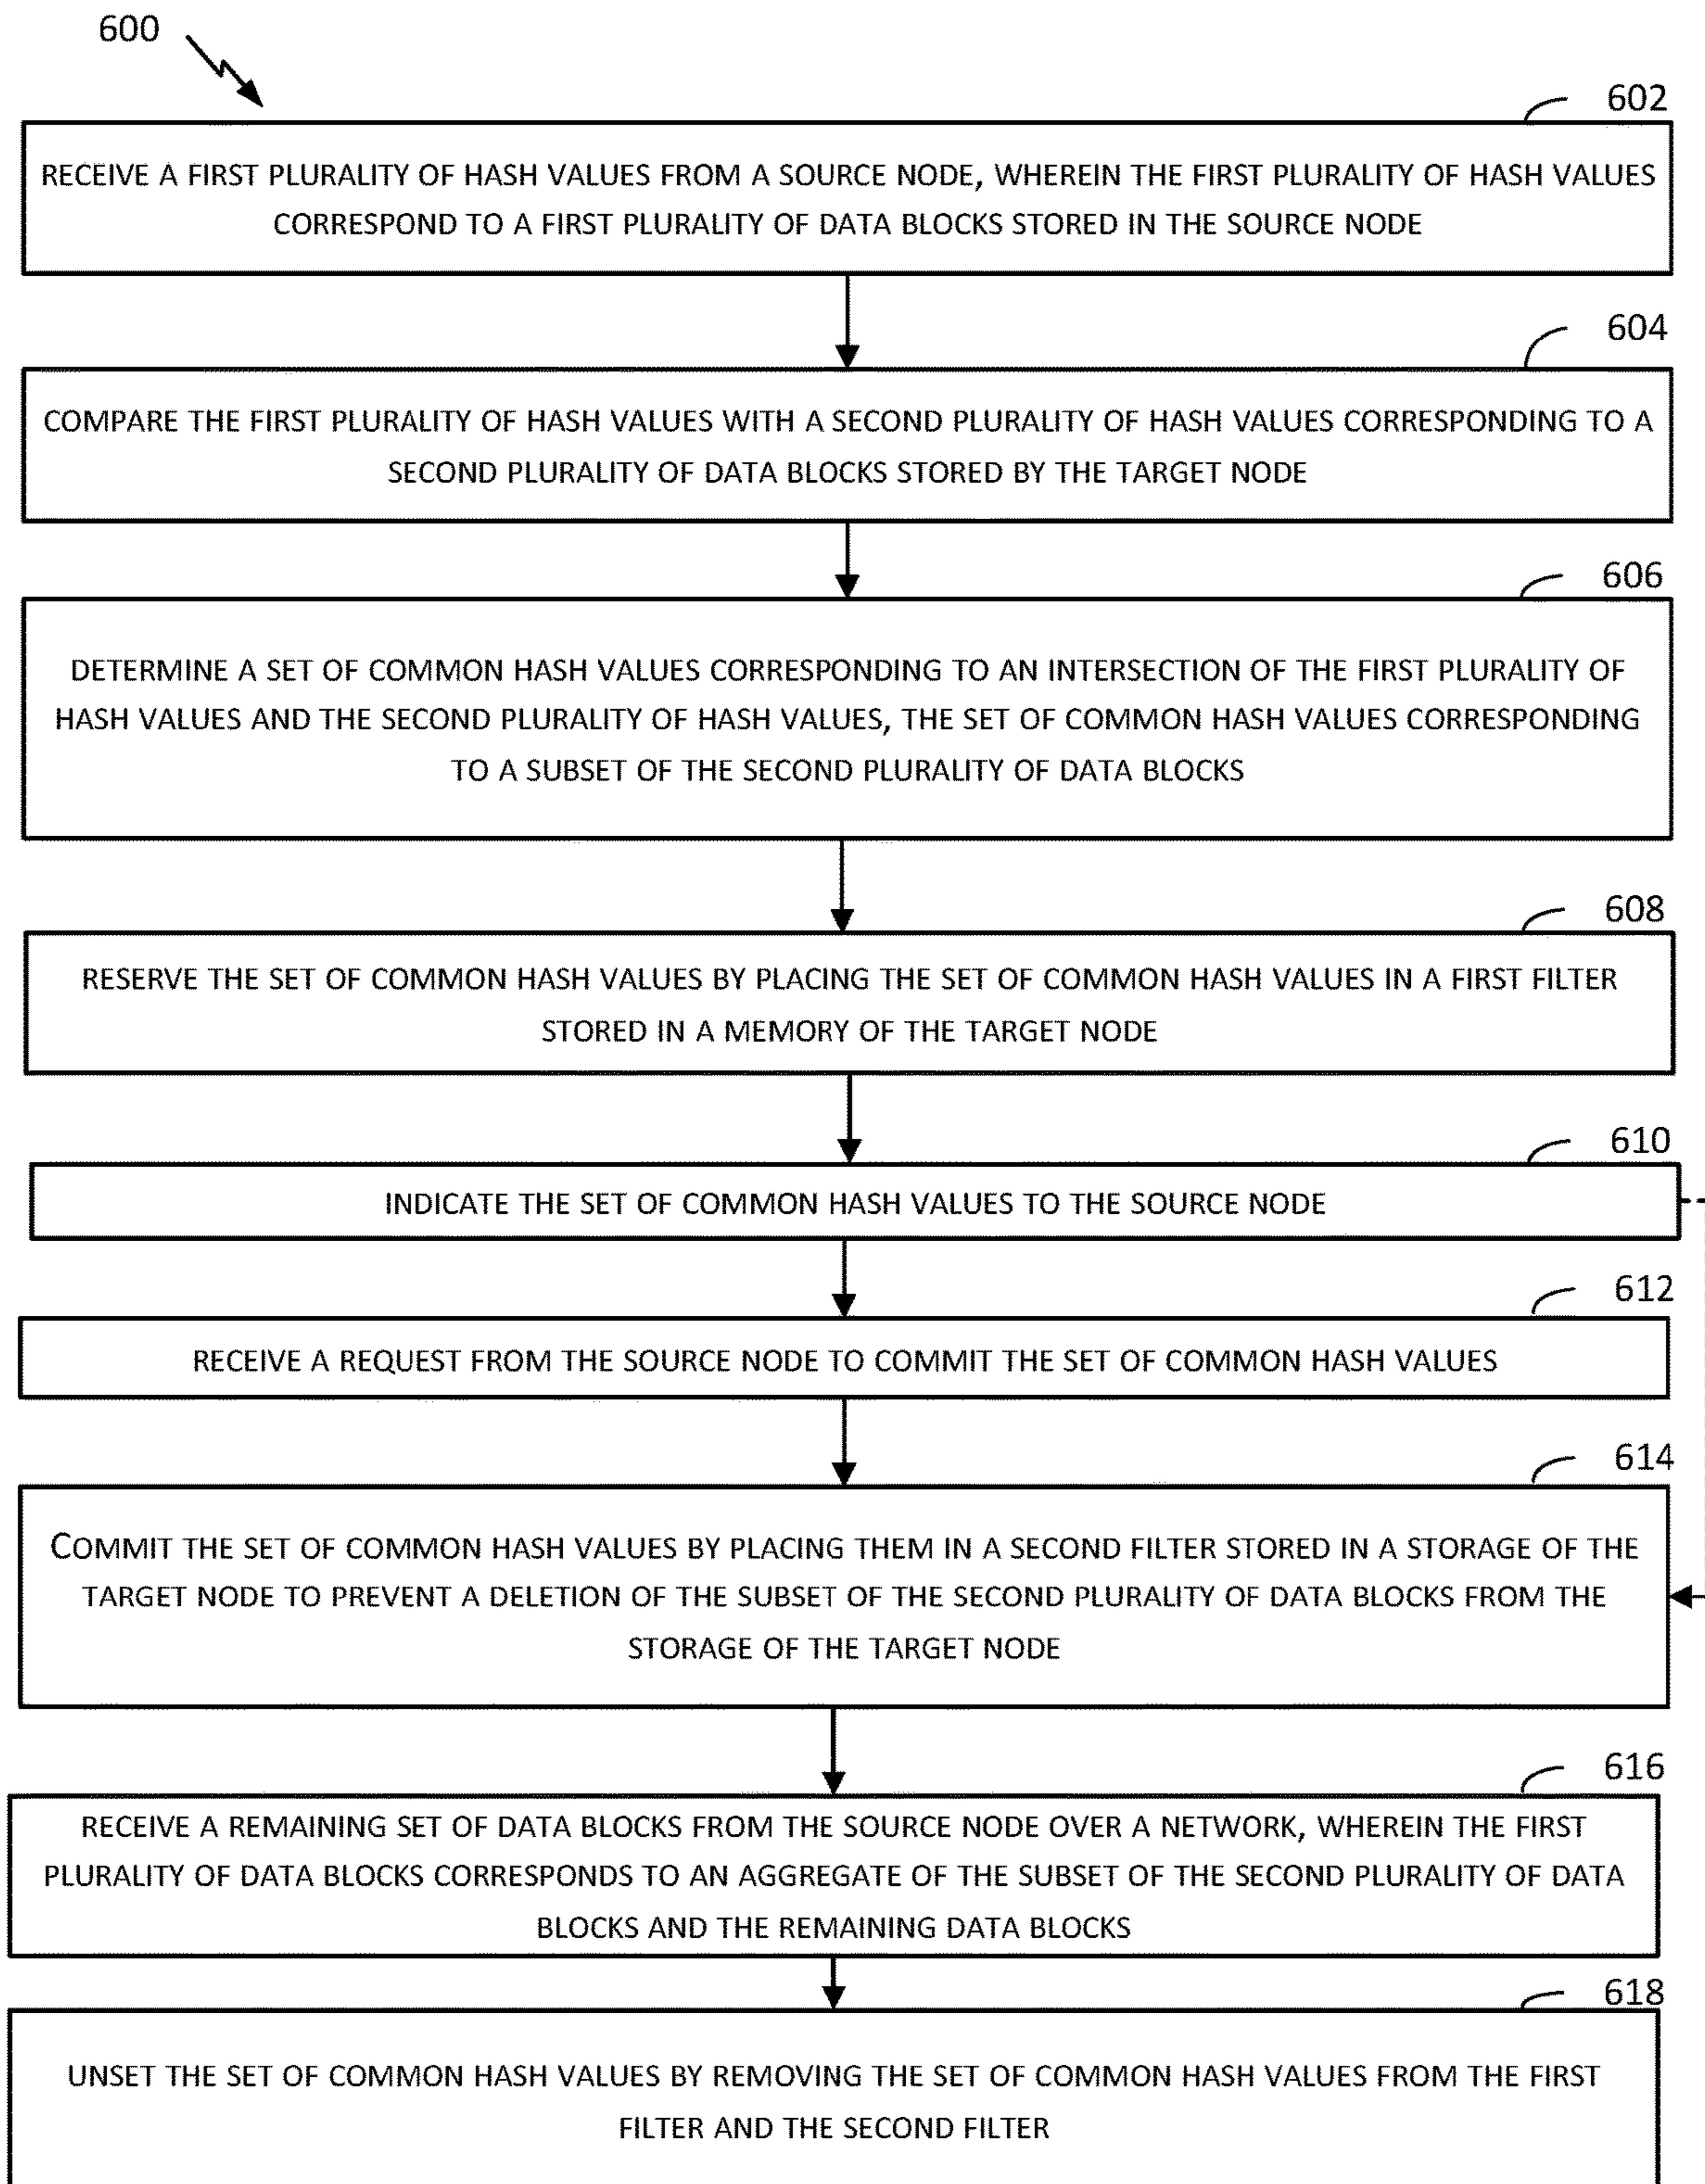 600
602
RECEIVE A FIRST PLURALITY OF HASH VALUES FROM A SOURCE NODE, WHEREIN THE FIRST PLURALITY OF HASH VALUES
CORRESPOND TO A FIRST PLURALITY OF DATA BLOCKS STORED IN THE SOURCE NODE
604
COMPARE THE FIRST PLURALITY OF HASH VALUES WITH A SECOND PLURALITY OF HASH VALUES CORRESPONDING TO A
SECOND PLURALITY OF DATA BLOCKS STORED BY THE TARGET NODE
606
DETERMINE A SET OF COMMON HASH VALUES CORRESPONDING TO AN INTERSECTION OF THE FIRST PLURALITY OF
HASH VALUES AND THE SECOND PLURALITY OF HASH VALUES, THE SET OF COMMON HASH VALUES CORRESPONDING
TO A SUBSET OF THE SECOND PLURALITY OF DATA BLOCKS
608
RESERVE THE SET OF COMMON HASH VALUES BY PLACING THE SET OF COMMON HASH VALUES IN A FIRST FILTER
STORED IN A MEMORY OF THE TARGET NODE
610
INDICATE THE SET OF COMMON HASH VALUES TO THE SOURCE NODE
612
RECEIVE A REQUEST FROM THE SOURCE NODE TO COMMIT THE SET OF COMMON HASH VALUES
614
COMMIT THE SET OF COMMON HASH VALUES BY PLACING THEM IN A SECOND FILTER STORED IN A STORAGE OF THE
TARGET NODE TO PREVENT A DELETION OF THE SUBSET OF THE SECOND PLURALITY OF DATA BLOCKS FROM THE
STORAGE OF THE TARGET NODE
616
RECEIVE A REMAINING SET OF DATA BLOCKS FROM THE SOURCE NODE OVER A NETWORK, WHEREIN THE FIRST
PLURALITY OF DATA BLOCKS CORRESPONDS TO AN AGGREGATE OF THE SUBSET OF THE SECOND PLURALITY OF DATA
BLOCKS AND THE REMAINING DATA BLOCKS
618
UNSET THE SET OF COMMON HASH VALUES BY REMOVING THE SET OF COMMON HASH VALUES FROM THE FIRST
FILTER AND THE SECOND FILTER